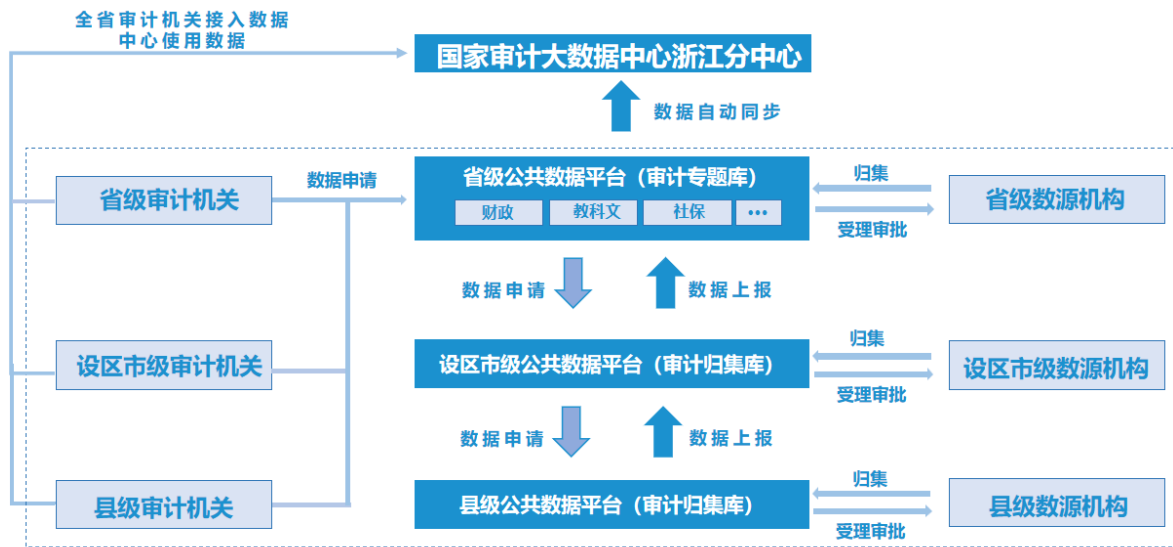 全省审计机关接入数据
中心使用数据
国家审计大数据中心浙江分中心
数据自动同步
省级审计机关
数据申请
省级公共数据平台（审计专题库）
财政
教科文
社保
•••
归集
受理审批
省级数源机构
数据申请
数据上报
设区市级审计机关
设区市级公共数据平台（审计归集库）
归集
受理审批
设区市级数源机构
数据申请
数据上报
县级审计机关
县级公共数据平台（审计归集库）
归集
受理审批
县级数源机构